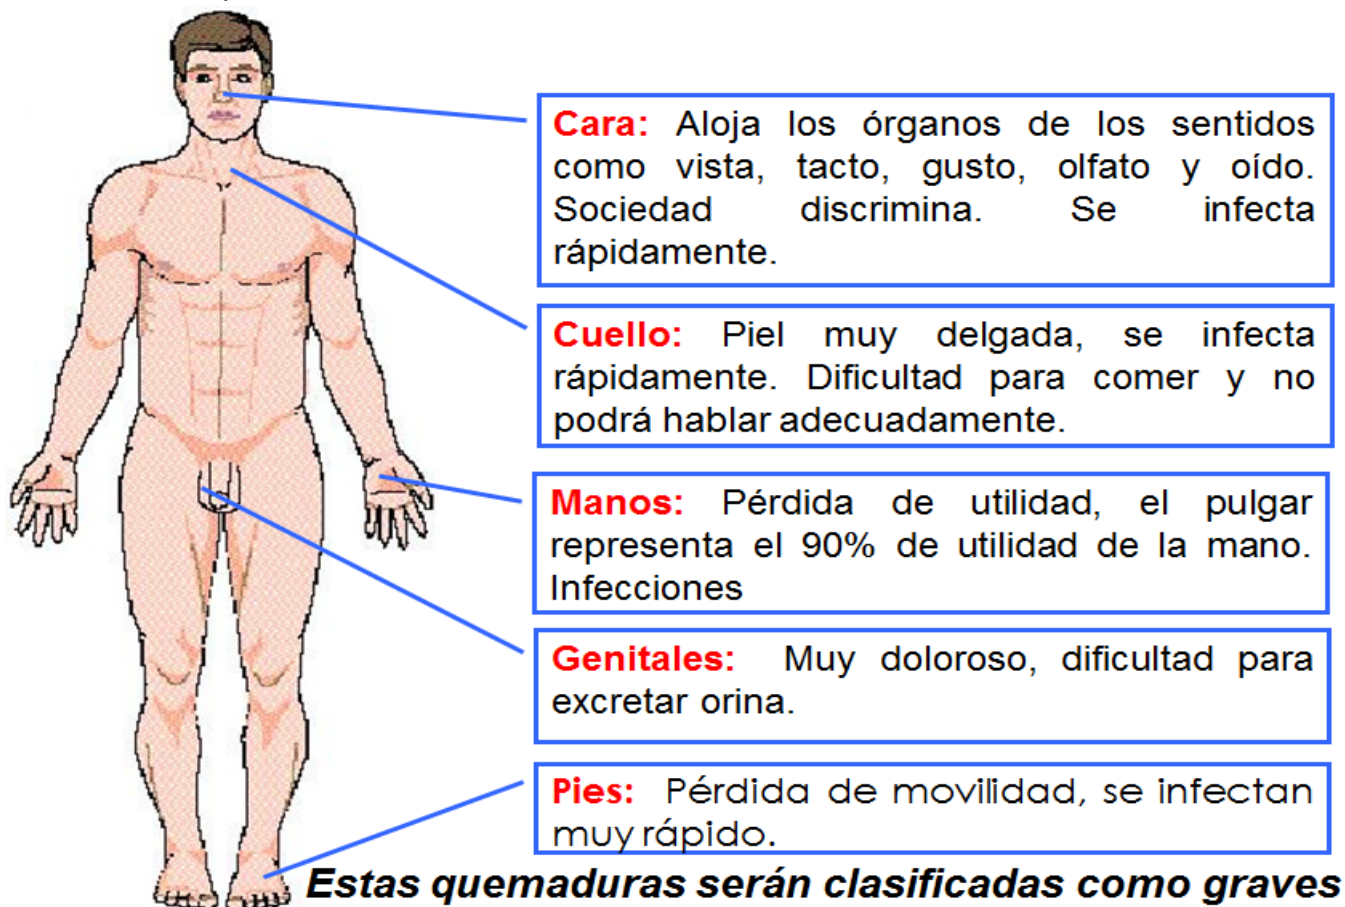 Cara: Aloja los órganos de los sentidos
como vista, tacto, gusto, olfato y oído.
Sociedad discrimina. Se infecta
rápidamente.
Cuello: Piel muy delgada, se infecta
rápidamente. Dificultad para comer y no
podrá hablar adecuadamente.
Manos: Pérdida de utilidad, el pulgar
representa el 90% de utilidad de la mano.
Infecciones
Genitales: Muy doloroso, dificultad para
excretar orina.
Pies: Pérdida de movilidad, se infectan
muy rápido.
Estas quemaduras serán clasificadas como graves